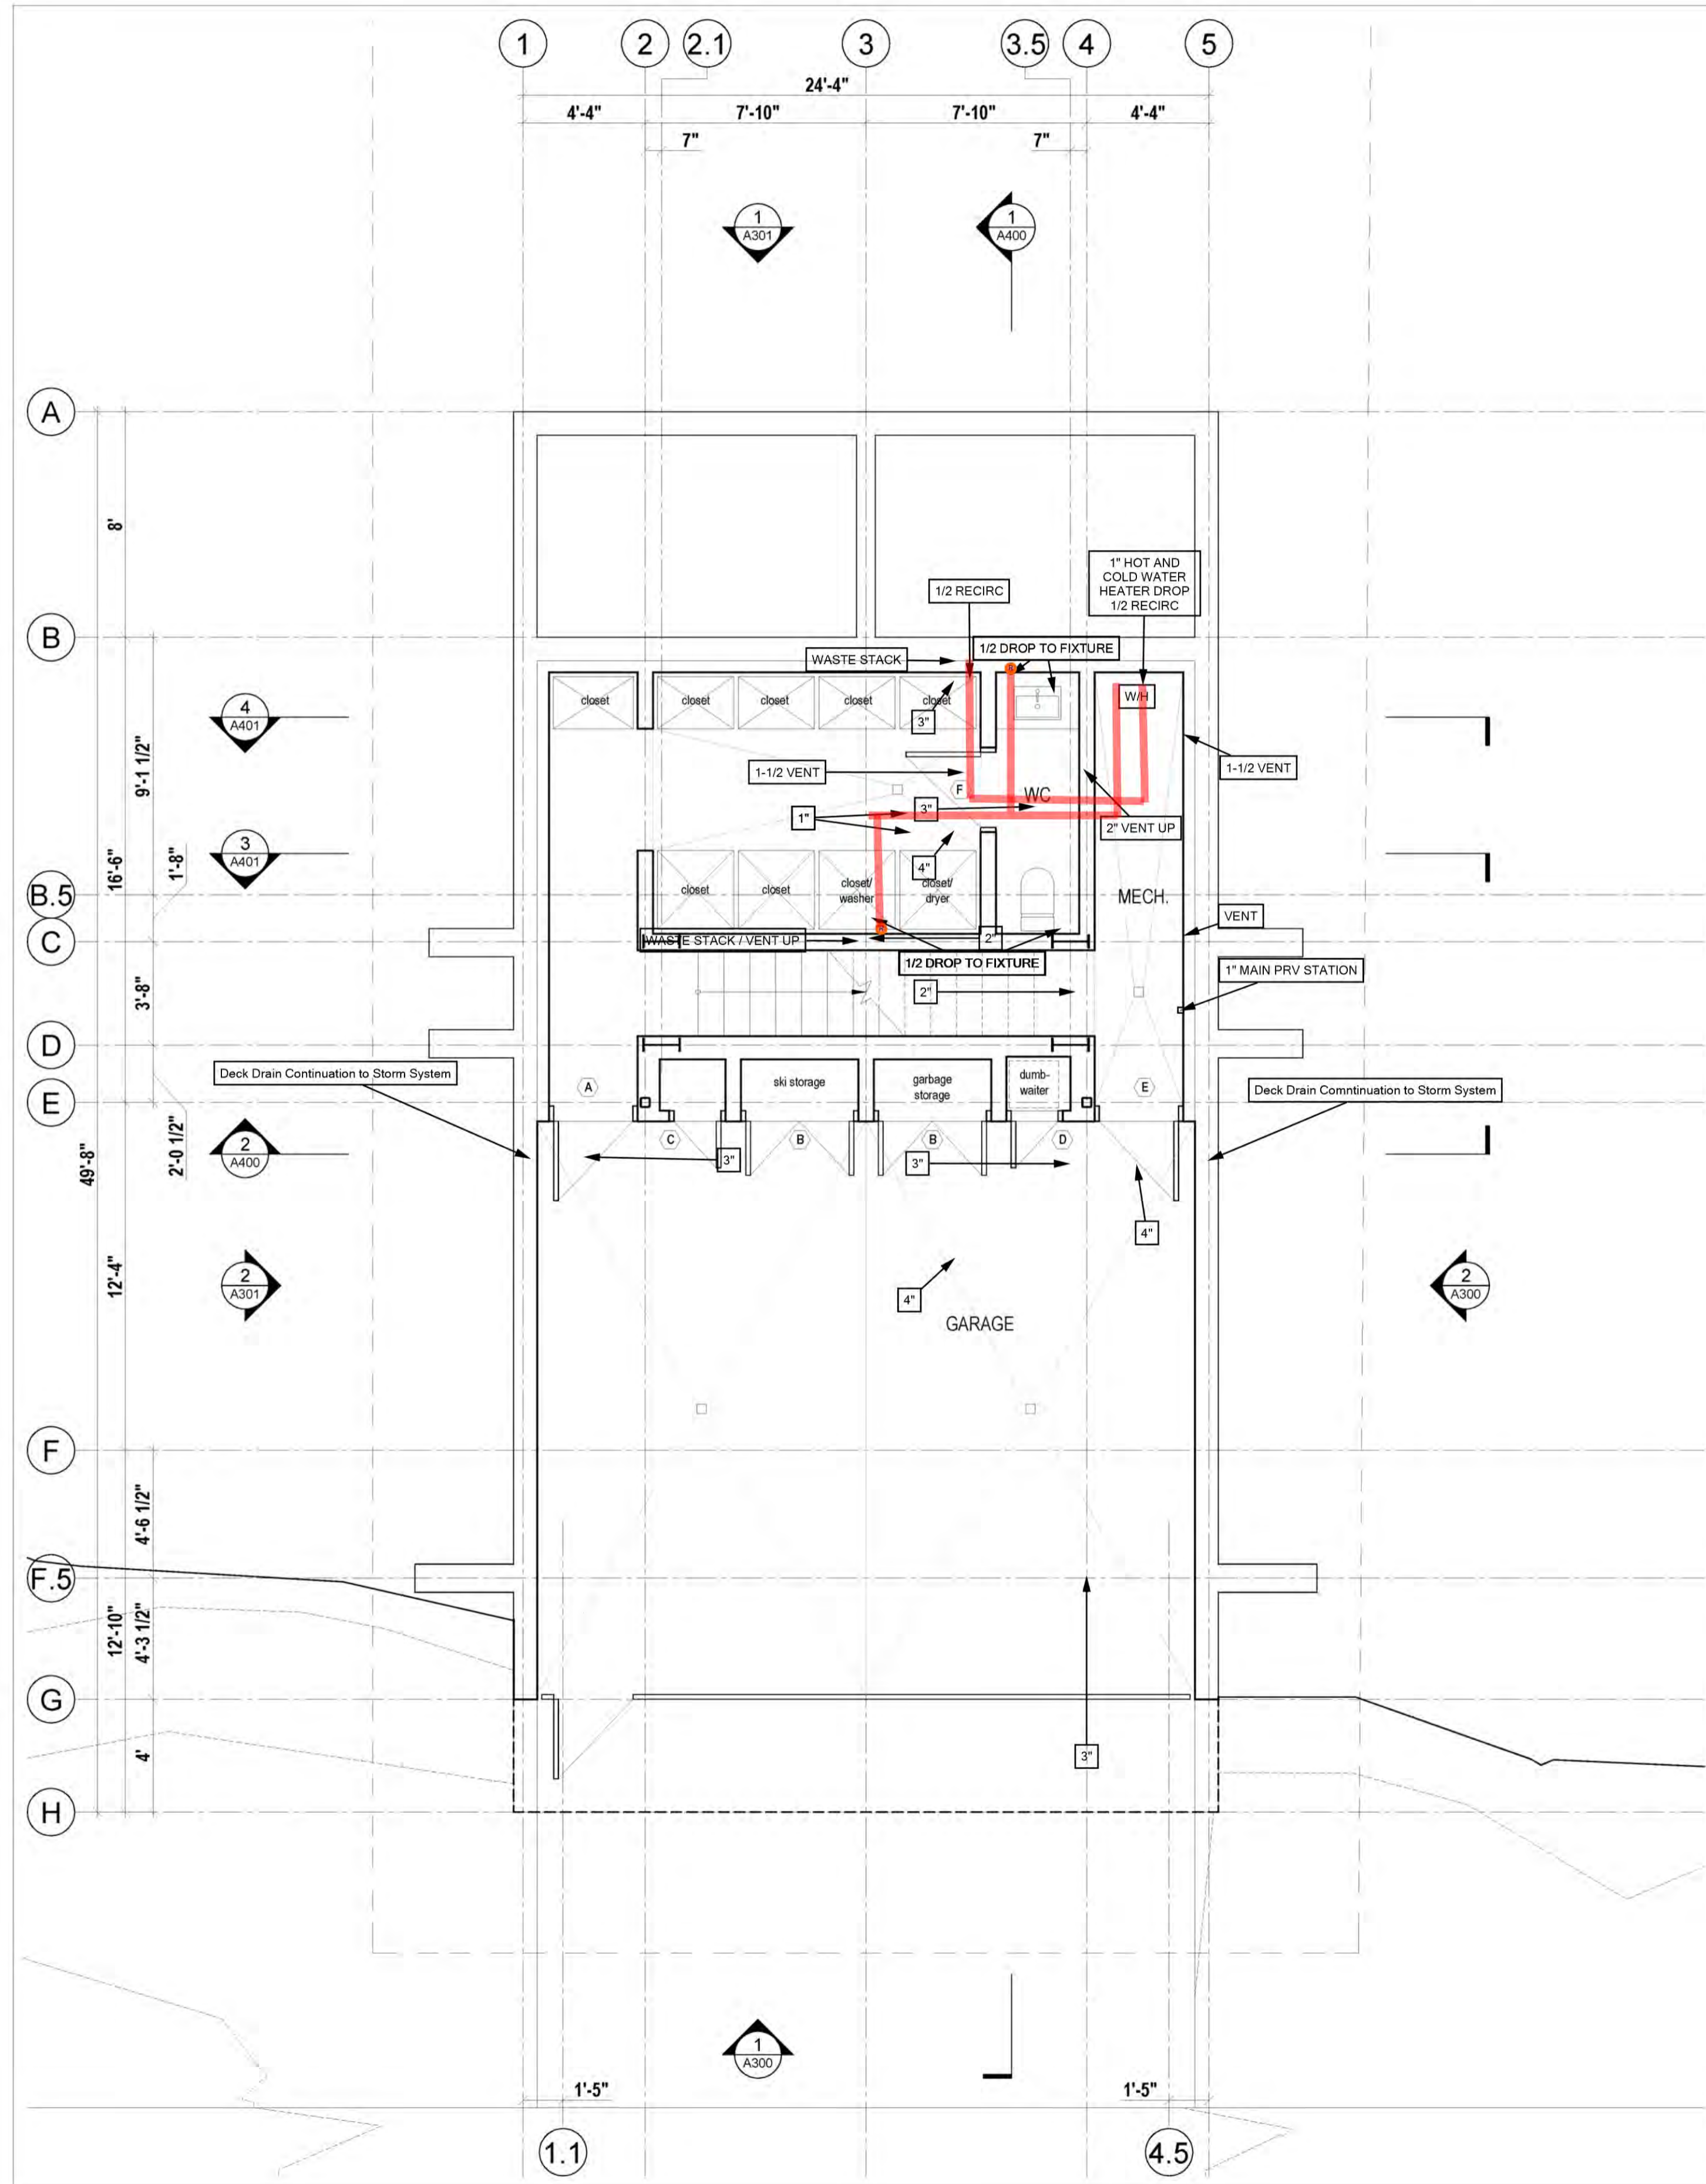 1
2
2.1
3
3.5
4
5
24'-4"
4'-4"
7'-10"
7'-10"
4'-4"
7"
7"
1
A301
1
A400
A
8'
1" HOT AND
COLD WATER
HEATER DROP
1/2 RECIRC
1/2 RECIRC
B
1/2 DROP TO FIXTURE
WASTE STACK
closet
closet
closet
closet
closet
W/H
4
A401
3"
9'-1 1/2"
1-1/2 VENT
1-1/2 VENT
F
WC
1"
3"
2" VENT UP
3
A401
16'-6"
1'-8"
4"
B.5
closet
closet
closet/
washer
closet/
dryer
MECH.
VENT
C
WASTE STACK / VENT UP
2"
1/2 DROP TO FIXTURE
1" MAIN PRV STATION
3'-8"
2"
D
Deck Drain Continuation to Storm System
ski storage
garbage
storage
dumb-
waiter
A
E
Deck Drain Comntinuation to Storm System
E
2'-0 1/2"
2
A400
C
B
B
D
3"
3"
49'-8"
4"
12'-4"
2
A301
4"
2
A300
GARAGE
F
4'-6 1/2"
F.5
12'-10"
4'-3 1/2"
G
4'
3"
H
1
A300
1'-5"
1'-5"
1.1
4.5